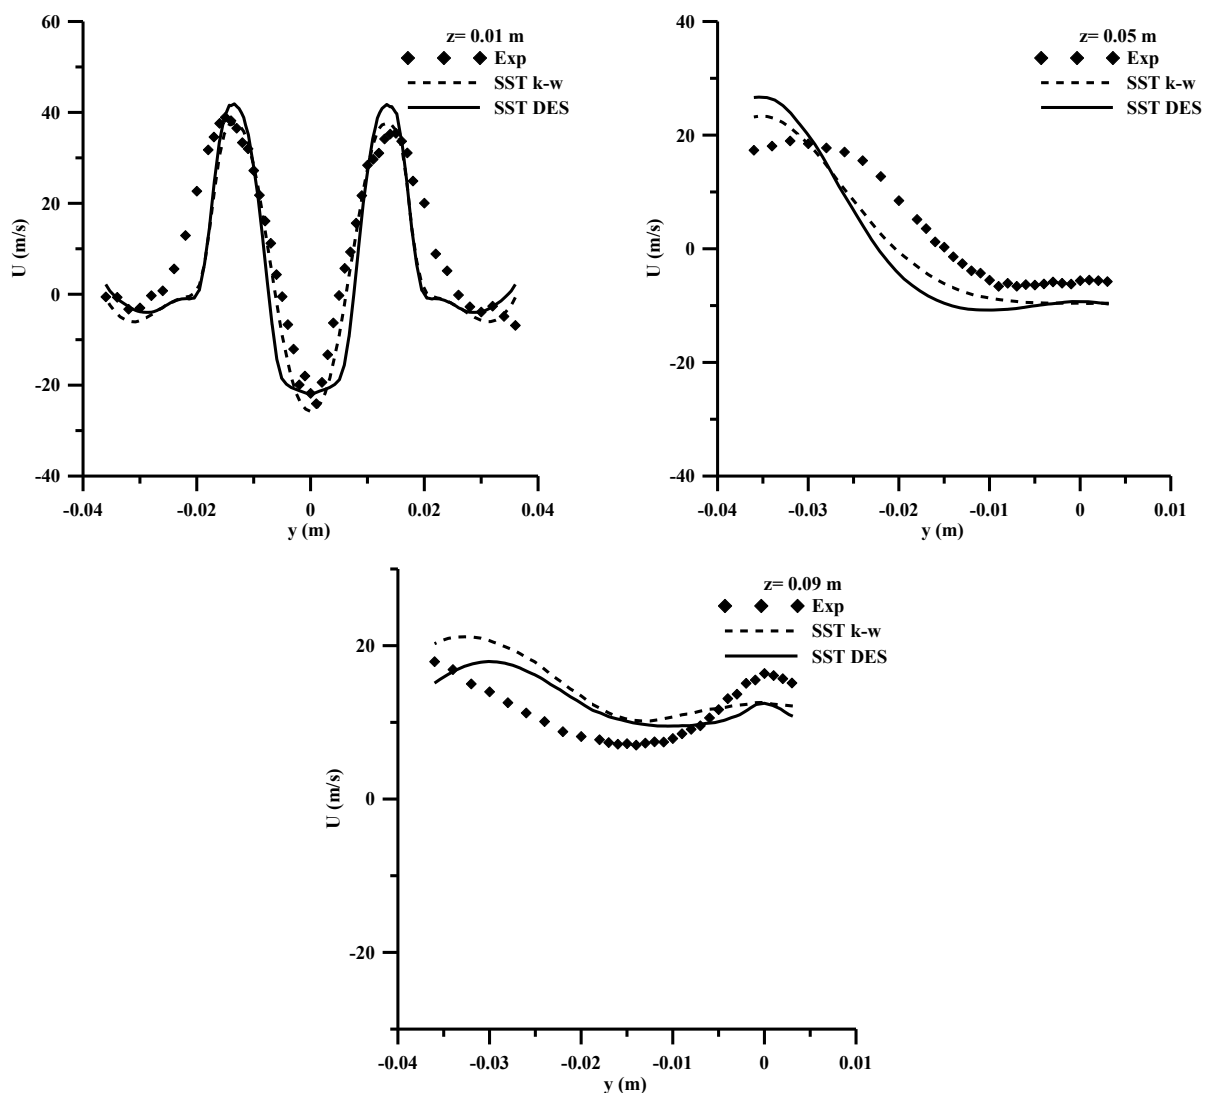 z= 0.01 m
Exp
SST k-w
SST DES
60
40
20
0
-20
-40
U (m/s)
-0.04 -0.02 0 0.02 0.04
y (m)
z= 0.05 m
Exp
SST k-w
SST DES
40
20
0
-20
-40
U (m/s)
-0.04 -0.03 -0.02 -0.01 0 0.01
y (m)
z= 0.09 m
Exp
SST k-w
SST DES
20
0
-20
U (m/s)
-0.04 -0.03 -0.02 -0.01 0 0.01
y (m)